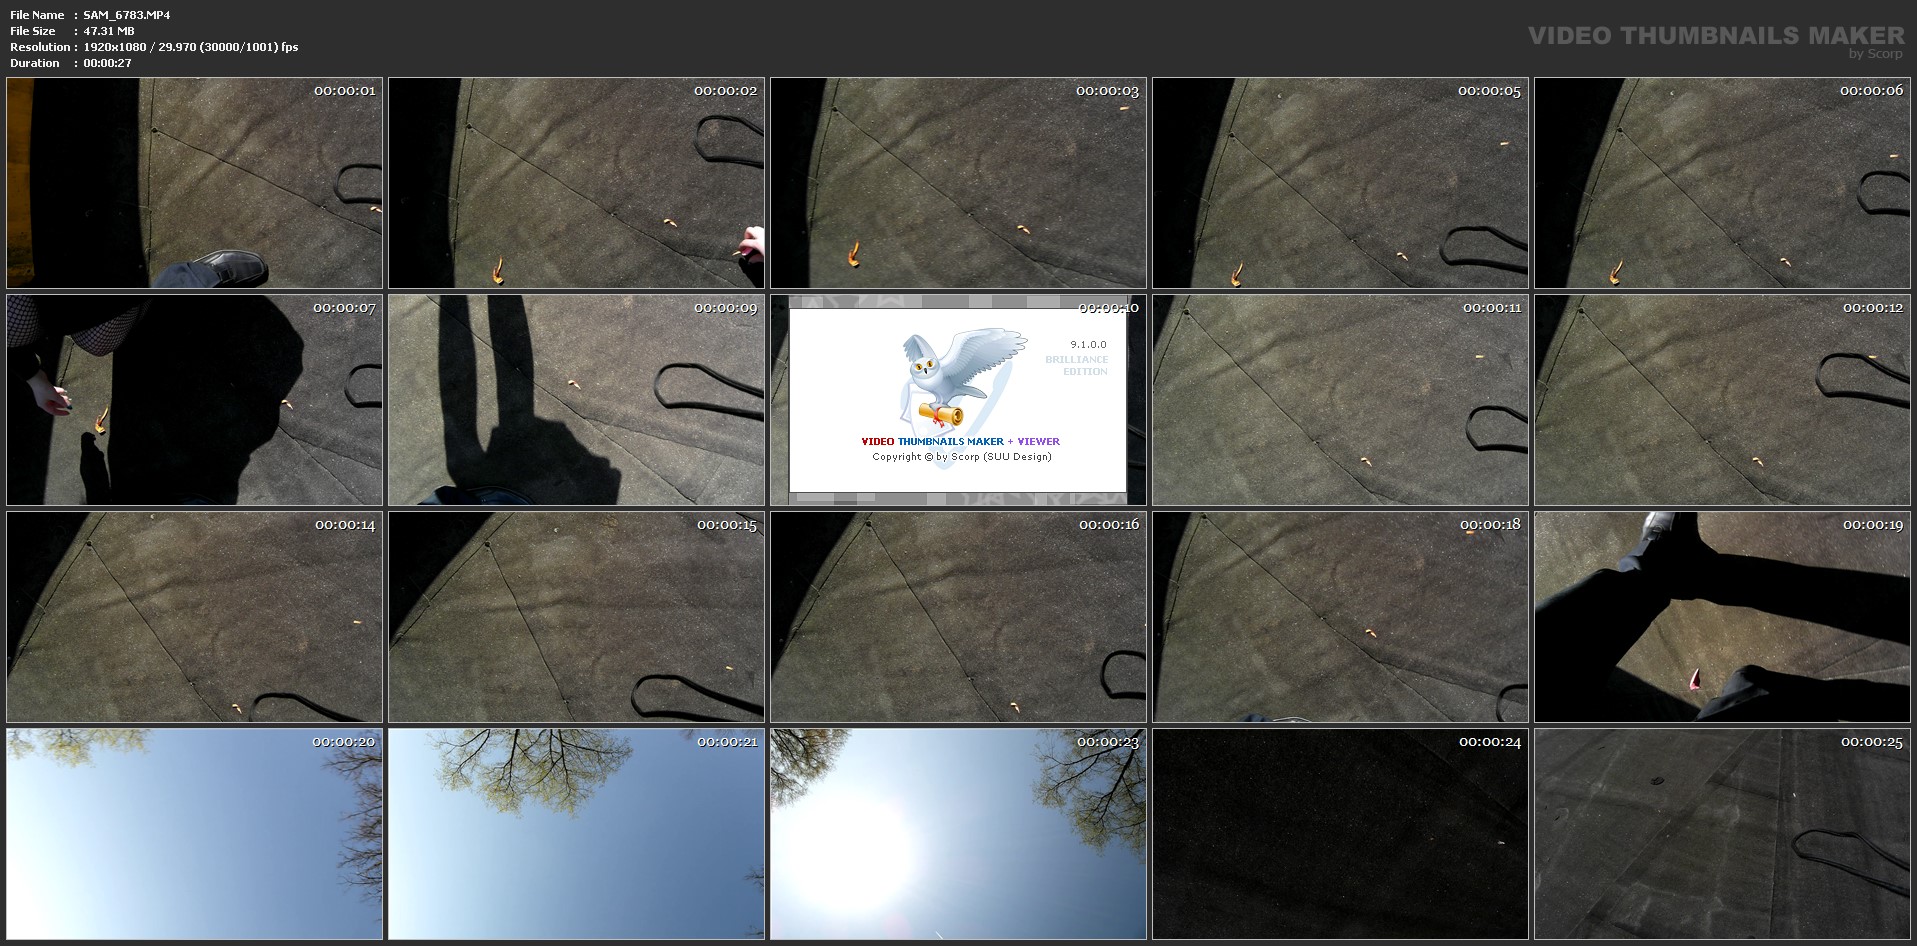 File Name : SAM_6783.MP4
File Size : 47.31 MB
Resolution : 1920x1080 / 29.970 (30000/1001) fps
Duration : 00:00:27
VIDEO THUMBNAILS MAKER
by Scorp
00:00:01
00:00:02
00:00:03
00:00:05
00:00:06
00:00:07
00:00:09
00:00:10
9.1.0.0
BRILLIANCE
EDITION
VIDEO THUMBNAILS MAKER + VIEWER
Copyright © by Scorp (SUU Design)
00:00:11
00:00:12
00:00:14
00:00:15
00:00:16
00:00:18
00:00:19
00:00:20
00:00:21
00:00:23
00:00:24
00:00:25